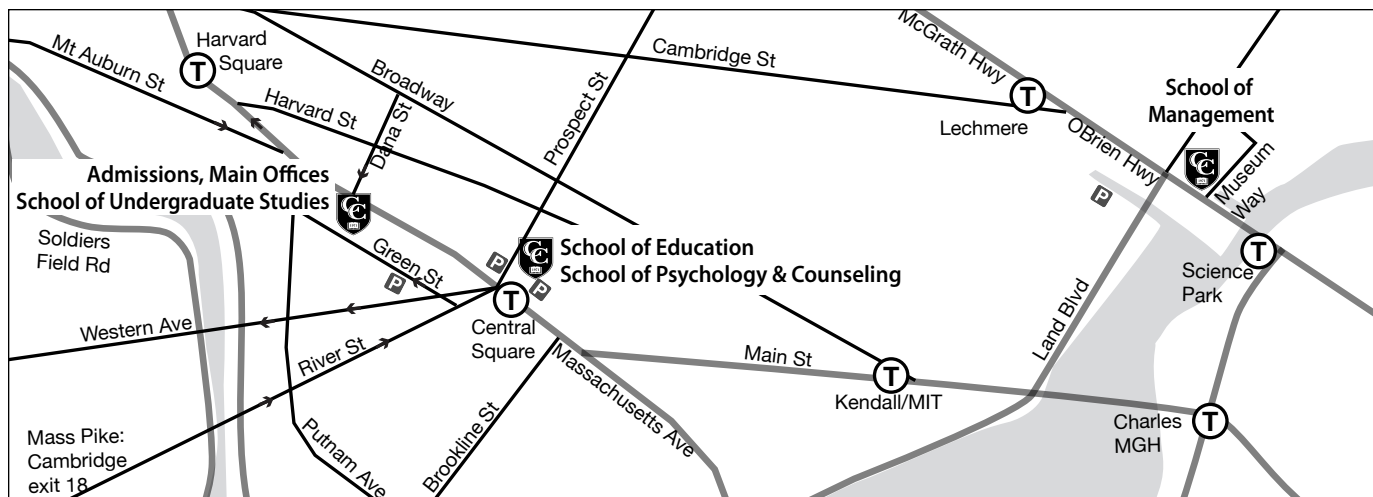 Mt Auburn St
Harvard
Square
T
Harvard St
Broadway
Dana St
Prospect St
Cambridge St
McGrath Hwy
T
Lechmere
OBrien Hwy
School of
Management
CC
Museum
Way
Admissions, Main Offices
School of Undergraduate Studies
CC
Soldiers
Field Rd
Green St
P
P
P
CC
School of Education
School of Psychology & Counseling
P
T
Science
Park
Land Blvd
Western Ave
River St
T
Central
Square
Massachusetts Ave
Main St
T
Kendall/MIT
T
Charles
MGH
Brookline St
Putnam Ave
Mass Pike:
Cambridge
exit 18